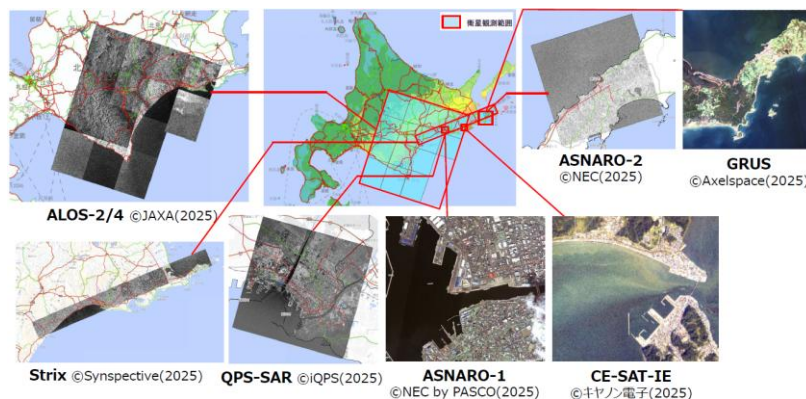 衛星観測範囲
ALOS-2/4 ©JAXA(2025)
ASNARO-2
©NEC(2025)
GRUS
©Axelspace(2025)
Strix ©Synspective(2025)
QPS-SAR ©iQPS(2025)
ASNARO-1
©NEC by PASCO(2025)
CE-SAT-IE
©キヤノン電子(2025)